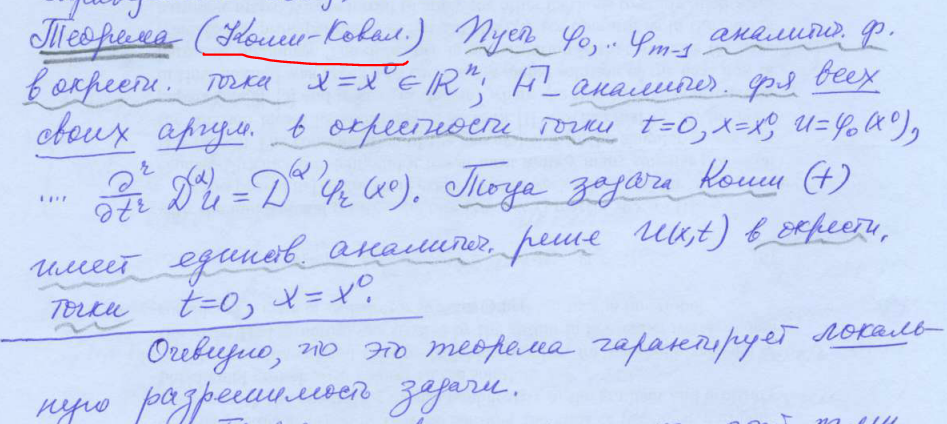 Теорема (Коши-Ковал.) Пусть φ₀,.. φₘ₋₁ аналитич. ф.
в окрестн. точки x = x⁰ ∈ ℝⁿ; F – аналитич. ф-я всех
своих аргум. в окрестности точки t=0, x=x⁰, u=φ₀(x⁰),
.... ∂ʳ/∂tʳ D⁽ᵅ⁾u = D⁽ᵅ⁾φᵣ(x⁰). Тогда задача Коши (+)
имеет единств. аналитич. реше u(x,t) в окрестн.
точки t=0, x=x⁰.
Очевидно, что это теорема гарантирует локаль-
ную разрешимость задачи.